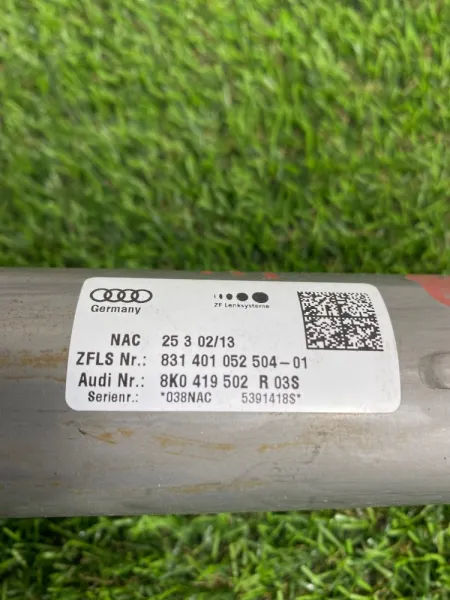 Germany
ZF Lenksysteme
NAC 25 3 02/13
ZFLS Nr.: 831 401 052 504-01
Audi Nr.: 8K0 419 502 R 03S
Serienr.: *038NAC 5391418S*